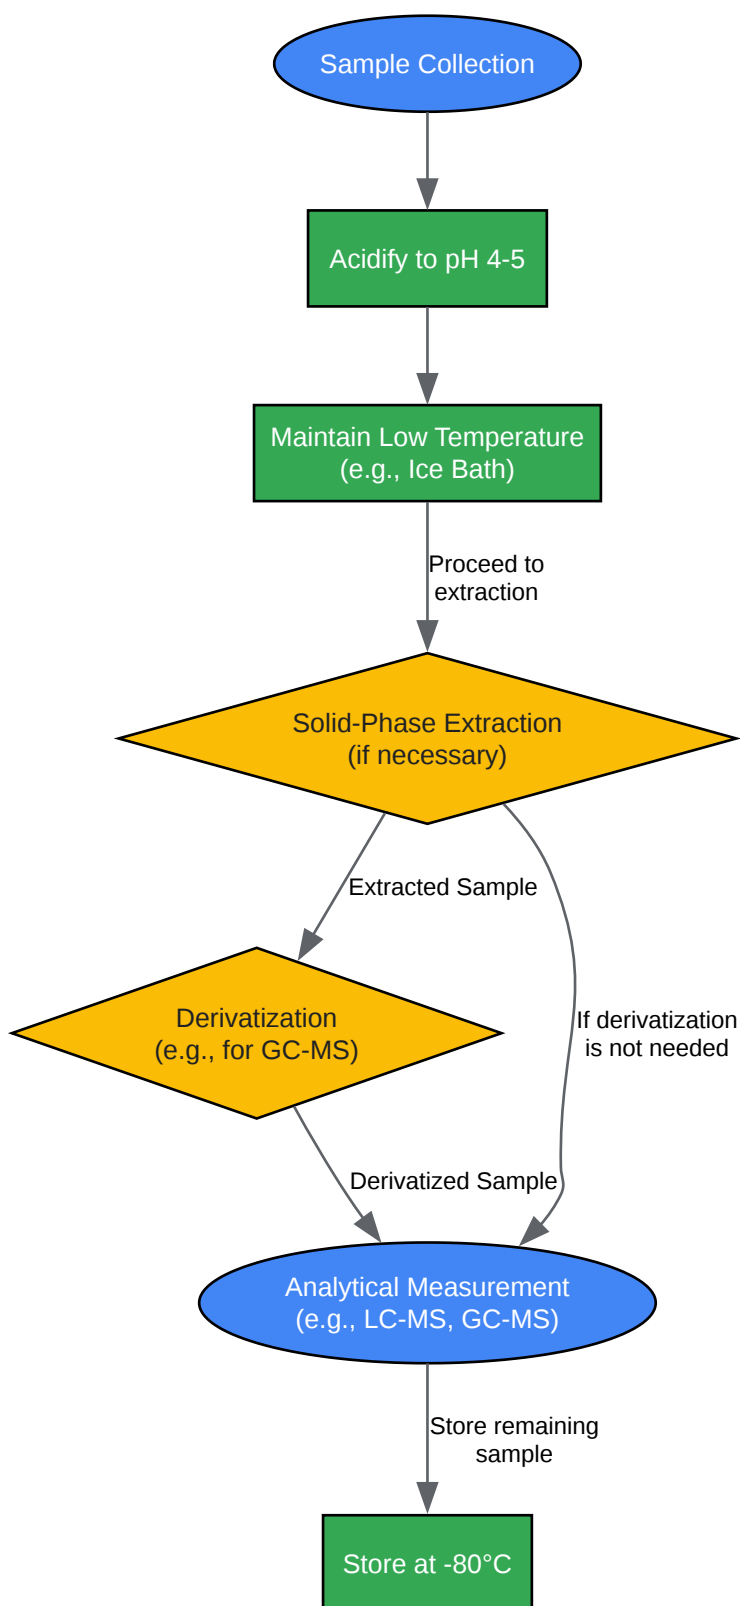 Sample Collection
Acidify to pH 4-5
Maintain Low Temperature
(e.g., Ice Bath)
Proceed to
extraction
Solid-Phase Extraction
(if necessary)
Extracted Sample
Derivatization
(e.g., for GC-MS)
If derivatization
is not needed
Derivatized Sample
Analytical Measurement
(e.g., LC-MS, GC-MS)
Store remaining
sample
Store at -80°C